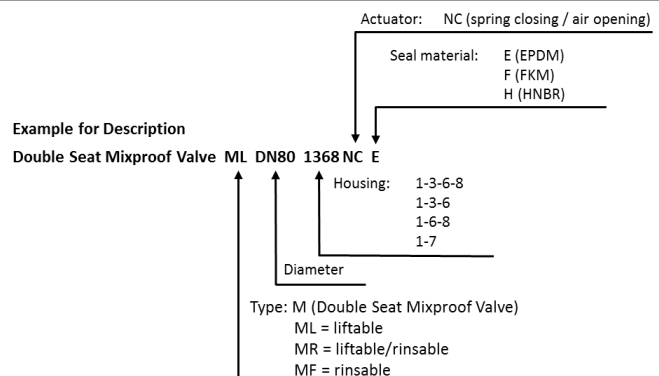 Actuator: NC (spring closing / air opening)
Seal material: E (EPDM)
F (FKM)
H (HNBR)
Example for Description
Double Seat Mixproof Valve ML DN80 1368 NC E
Housing: 1-3-6-8
1-3-6
1-6-8
1-7
Diameter
Type: M (Double Seat Mixproof Valve)
ML = liftable
MR = liftable/rinsable
MF = rinsable